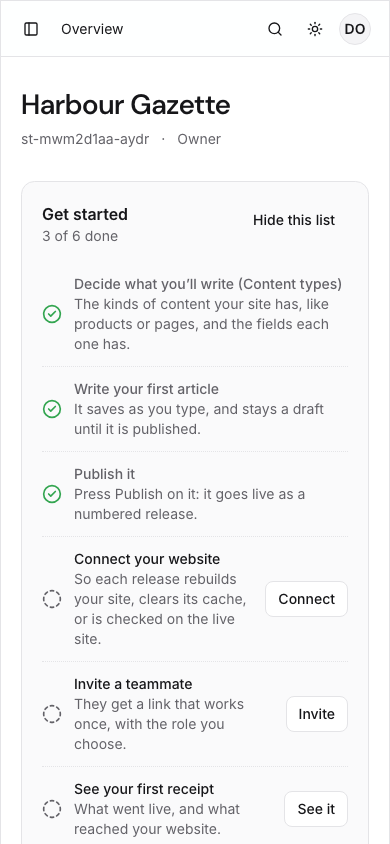 Overview
DO
Harbour Gazette
st-mwm2d1aa-aydr · Owner
Get started
Hide this list
3 of 6 done
Decide what you’ll write (Content types)
The kinds of content your site has, like
products or pages, and the fields each
one has.
Write your first article
It saves as you type, and stays a draft
until it is published.
Publish it
Press Publish on it: it goes live as a
numbered release.
Connect your website
So each release rebuilds
your site, clears its cache,
or is checked on the live
site.
Connect
Invite a teammate
They get a link that works
once, with the role you
choose.
Invite
See your first receipt
What went live, and what
reached your website.
See it